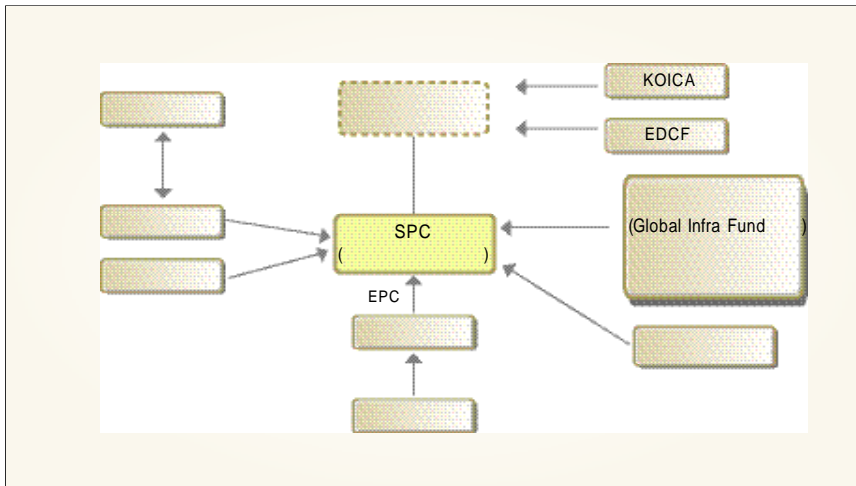 KOICA
EDCF
SPC
( )
(Global Infra Fund )
EPC